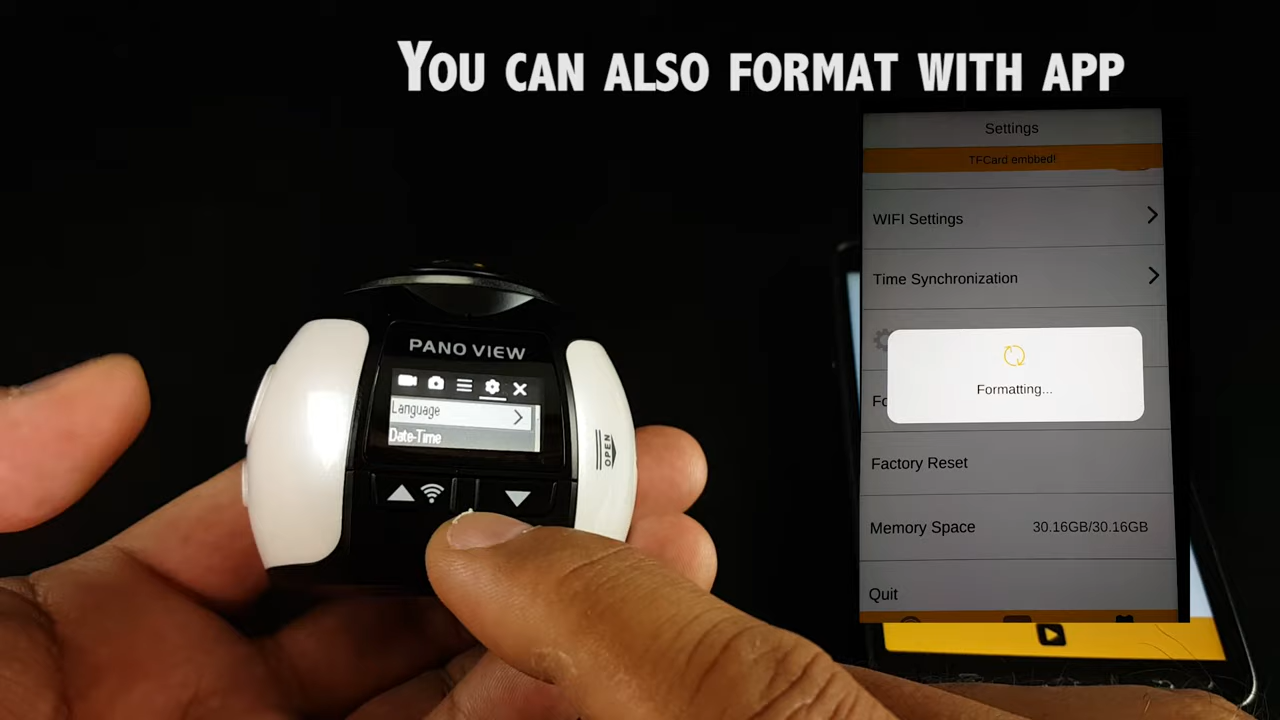 You can also format with app
Settings
TFCard embbed!
WIFI Settings
Time Synchronization
Formatting...
Fo
Factory Reset
Memory Space 30.16GB/30.16GB
Quit
PANO VIEW
Language
Date-Time
OPEN